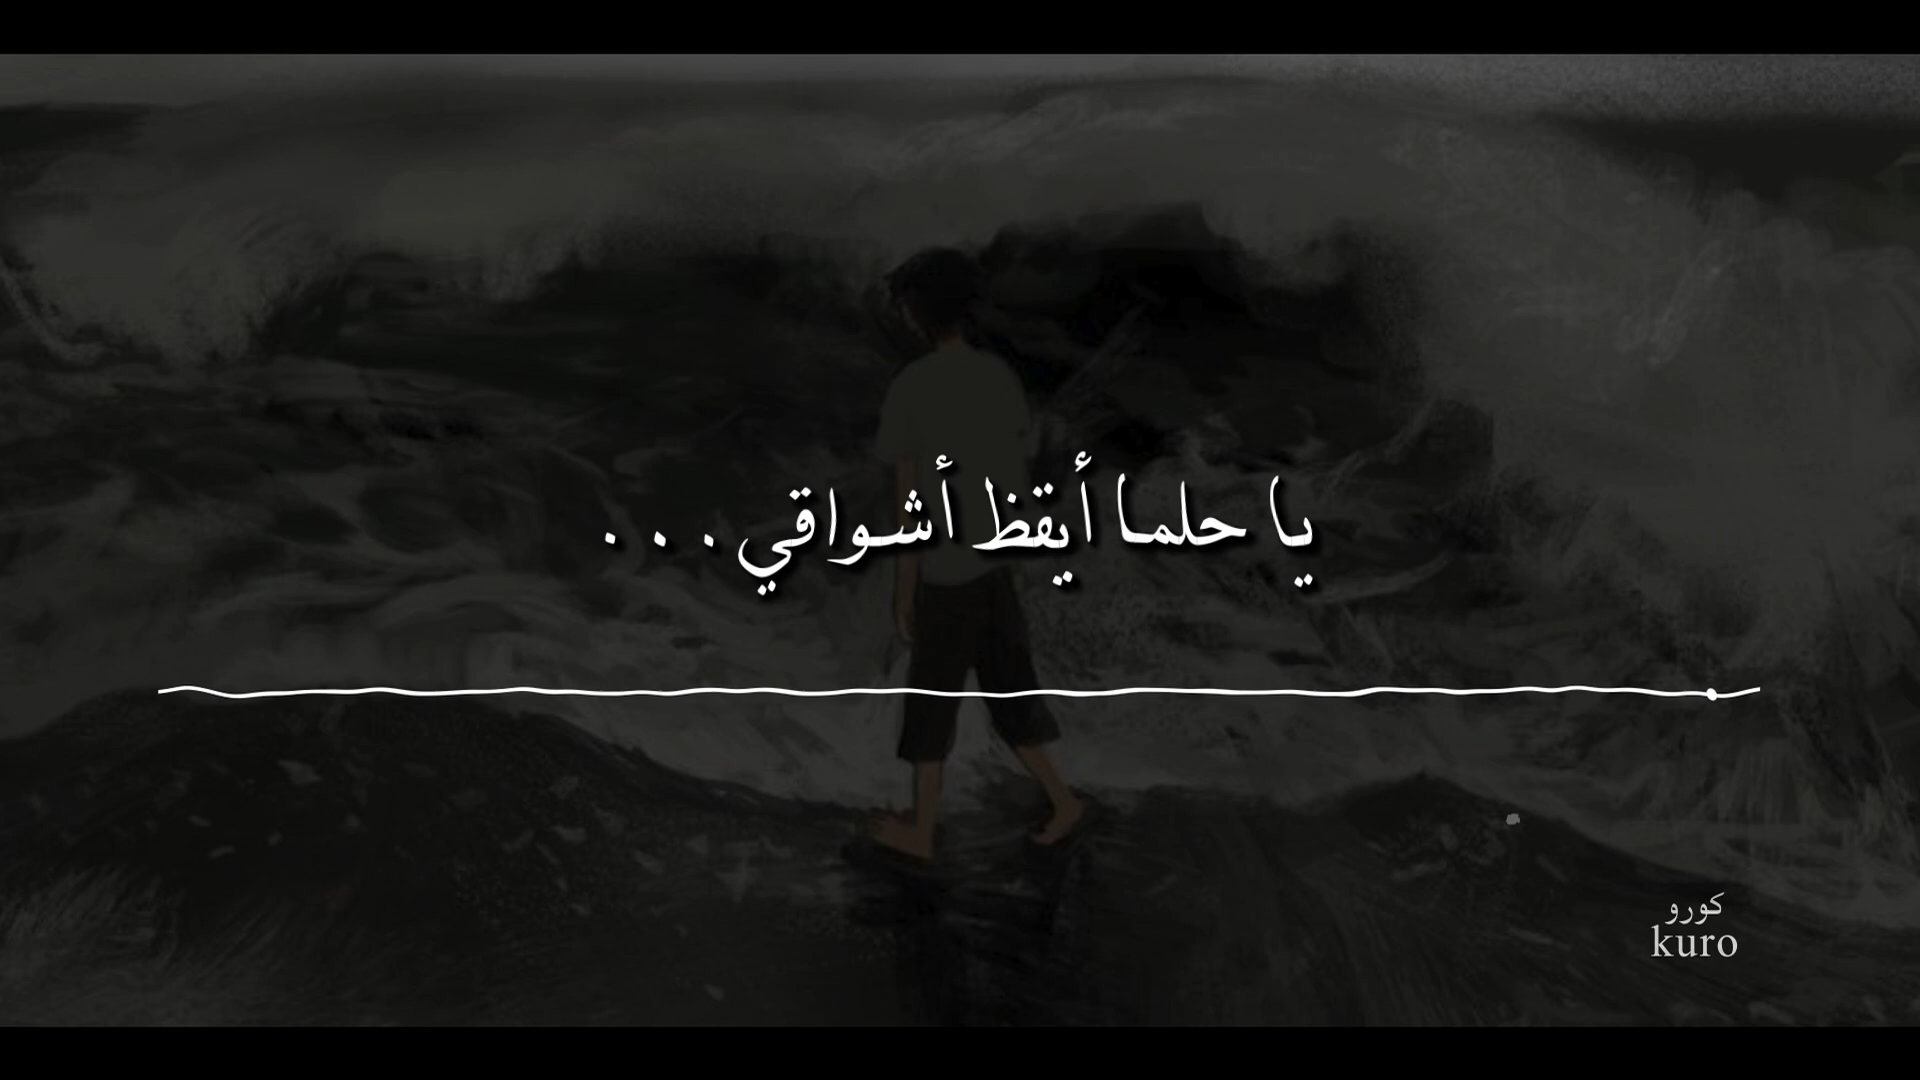 يا حلما أيقظ أشواقي . . .
كورو
kuro